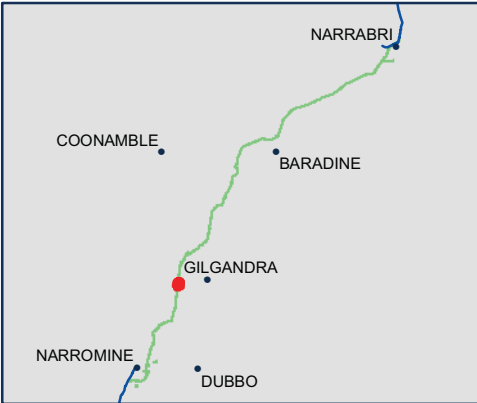 NARRABRI
COONAMBLE
BARADINE
GILGANDRA
NARROMINE
DUBBO